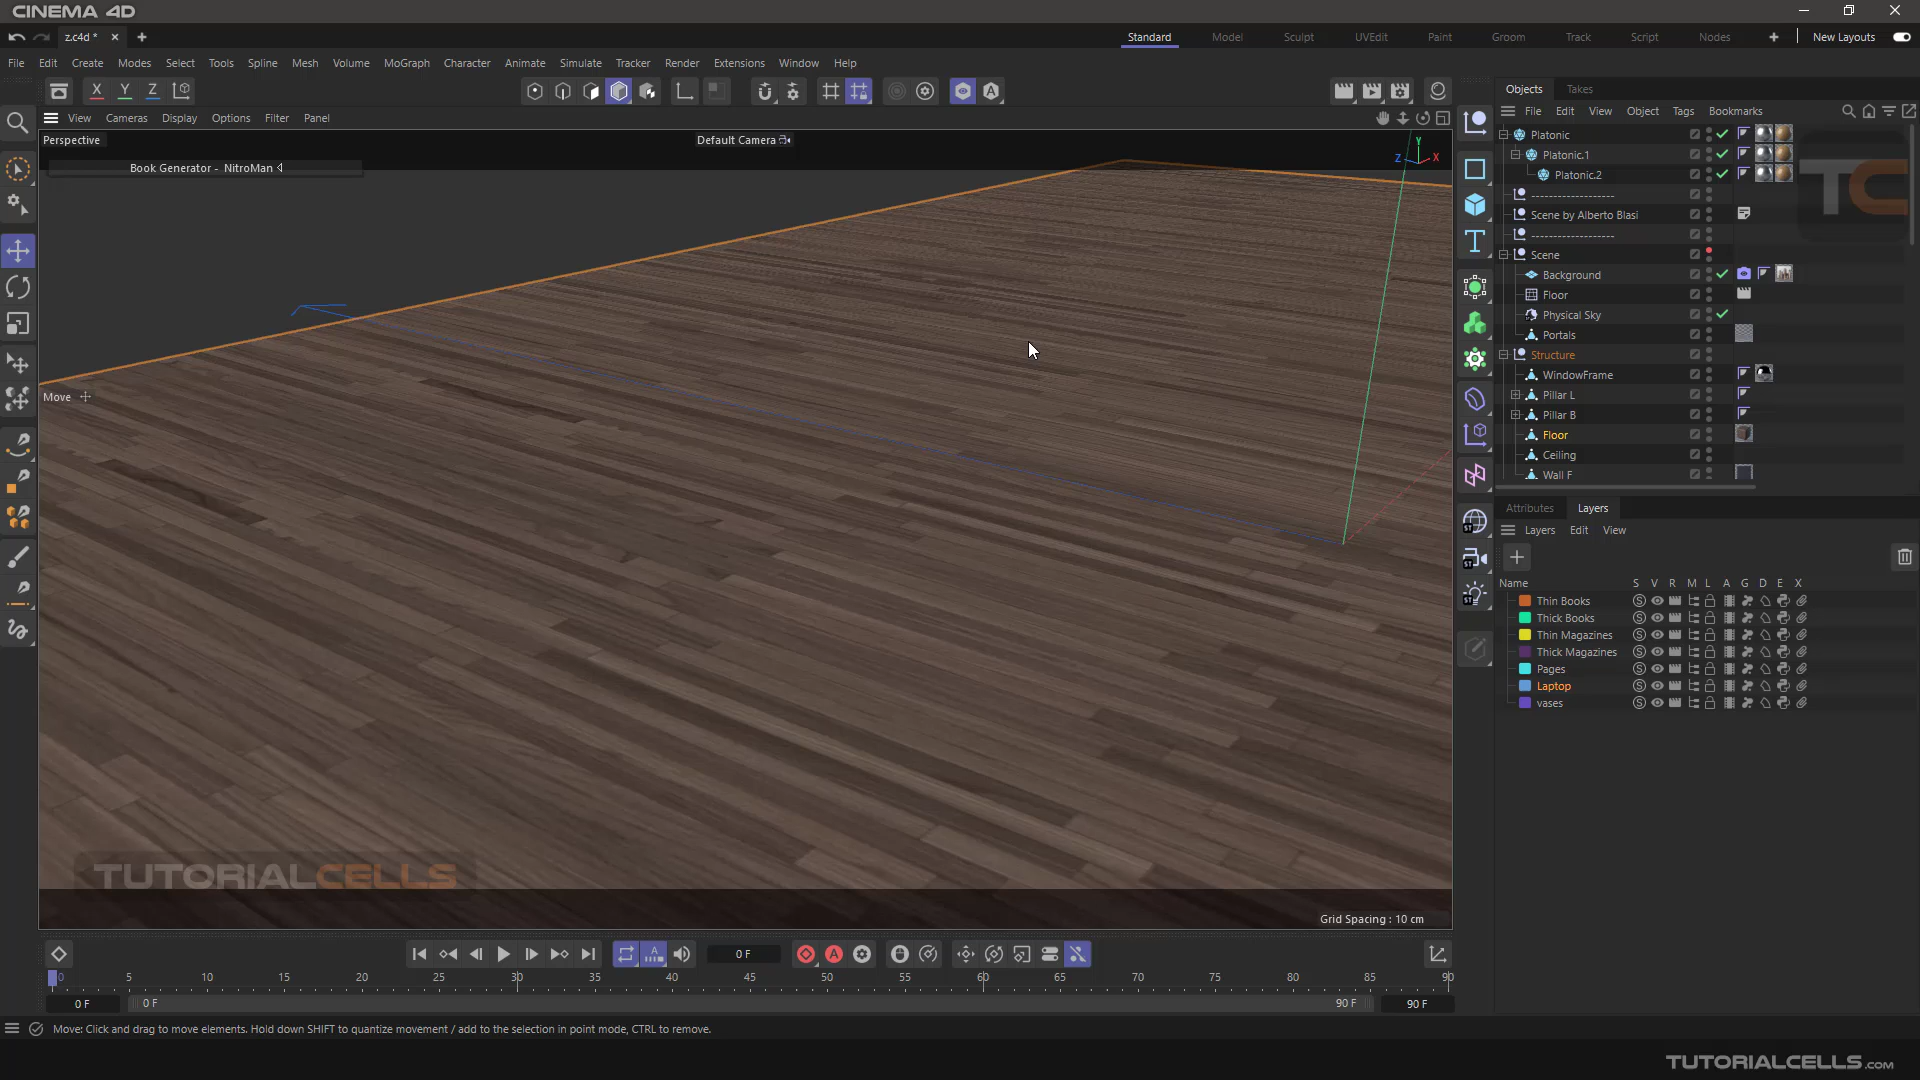 CINEMA 4D
z.c4d *
Standard
Model
Sculpt
UVEdit
Paint
Groom
Track
Script
Nodes
New Layouts
File Edit Create Modes Select Tools Spline Mesh Volume MoGraph Character Animate Simulate Tracker Render Extensions Window Help
X Y Z
View Cameras Display Options Filter Panel
Perspective
Default Camera
Book Generator - NitroMan
Y
Z X
Move
TUTORIALCELLS
Grid Spacing : 10 cm
Objects Takes
File Edit View Object Tags Bookmarks
Platonic
Platonic.1
Platonic.2
-------------------
Scene by Alberto Blasi
-------------------
Scene
Background
Floor
Physical Sky
Portals
Structure
WindowFrame
Pillar L
Pillar B
Floor
Ceiling
Wall F
TC
Attributes Layers
Layers Edit View
Name S V R M L A G D E X
Thin Books
Thick Books
Thin Magazines
Thick Magazines
Pages
Laptop
vases
0 F
0 5 10 15 20 25 30 35 40 45 50 55 60 65 70 75 80 85 90
0 F 0 F 90 F 90 F
Move: Click and drag to move elements. Hold down SHIFT to quantize movement / add to the selection in point mode, CTRL to remove.
TUTORIALCELLS.COM